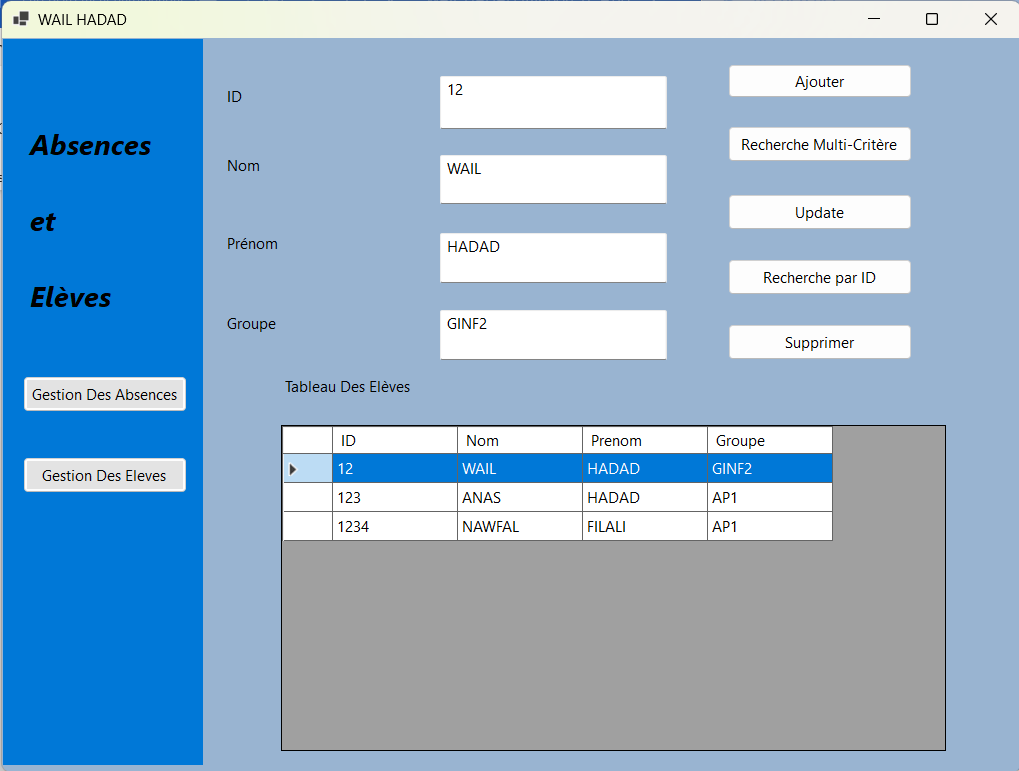 WAIL HADAD
Absences
et
Elèves
Gestion Des Absences
Gestion Des Eleves
ID
12
Nom
WAIL
Prénom
HADAD
Groupe
GINF2
Ajouter
Recherche Multi-Critère
Update
Recherche par ID
Supprimer
Tableau Des Elèves
ID Nom Prenom Groupe
12 WAIL HADAD GINF2
123 ANAS HADAD AP1
1234 NAWFAL FILALI AP1